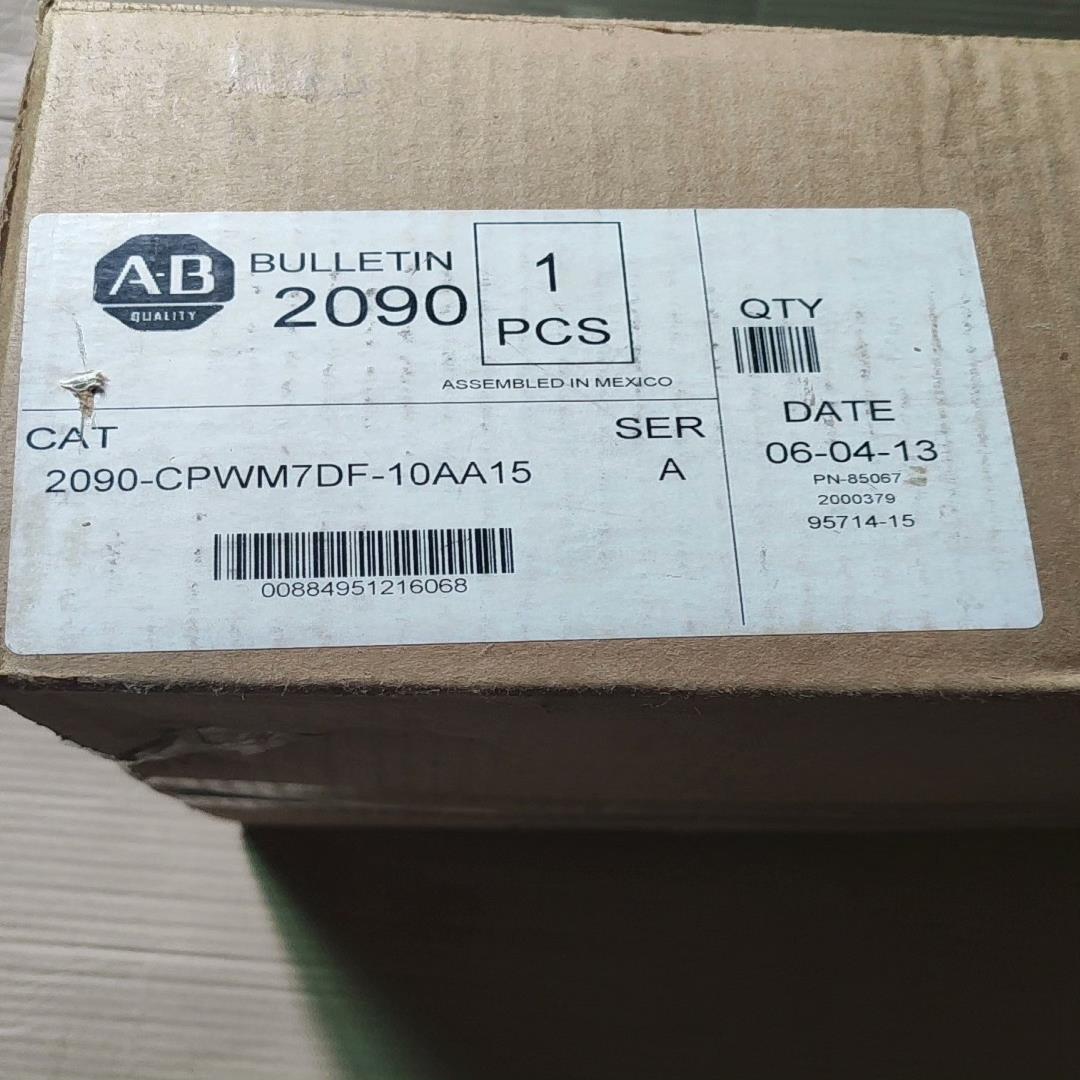 A-B
QUALITY
BULLETIN
2090
1
PCS
ASSEMBLED IN MEXICO
CAT
2090-CPWM7DF-10AA15
SER
A
00884951216068
QTY
DATE
06-04-13
PN-85067
2000379
95714-15